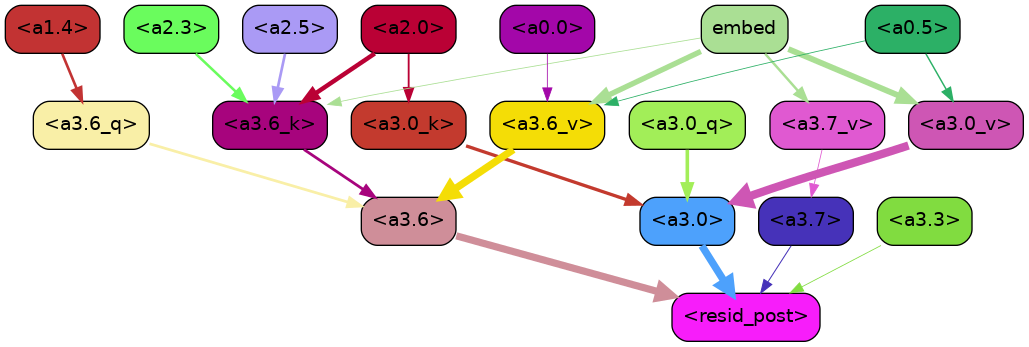 <a1.4> <a2.3> <a2.5> <a2.0> <a0.0> embed <a0.5>
<a3.6_q> <a3.6_k> <a3.0_k> <a3.6_v> <a3.0_q> <a3.7_v> <a3.0_v>
<a3.6> <a3.0> <a3.7> <a3.3>
<resid_post>